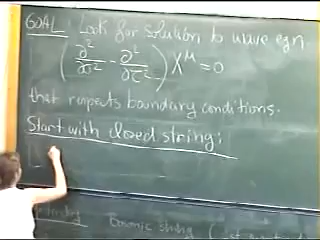 GOAL Look for solution to wave eqn
(∂²/∂σ² - ∂²/∂τ²) X^μ = 0
that respects boundary conditions.
Start with closed string:
Bosonic string (